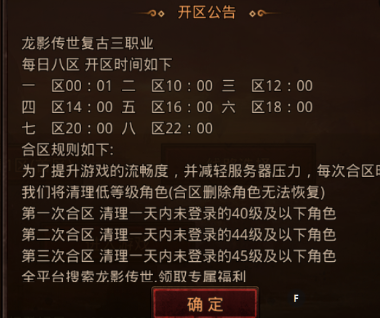 开区公告
龙影传世复古三职业
每日八区 开区时间如下
一 区00：01 二 区10：00 三 区12：00
四 区14：00 五 区16：00 六 区18：00
七 区20：00 八 区22：00
合区规则如下:
为了提升游戏的流畅度，并减轻服务器压力，每次合区时
我们将清理低等级角色(合区删除角色无法恢复)
第一次合区 清理一天内未登录的40级及以下角色
第二次合区 清理一天内未登录的44级及以下角色
第三次合区 清理一天内未登录的45级及以下角色
全平台搜索龙影传世,领取专属福利
确定
F